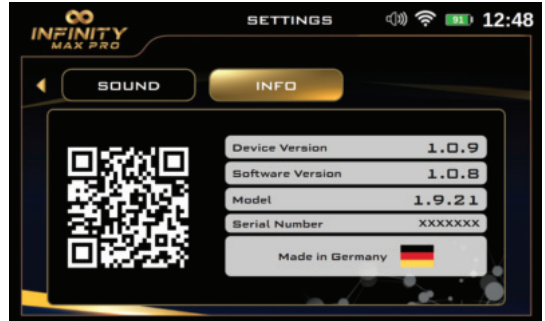 INFINITY
MAX PRO
SETTINGS
91
12:48
SOUND
INFO
Device Version 1.0.9
Software Version 1.0.8
Model 1.9.21
Serial Number XXXXXXX
Made in Germany